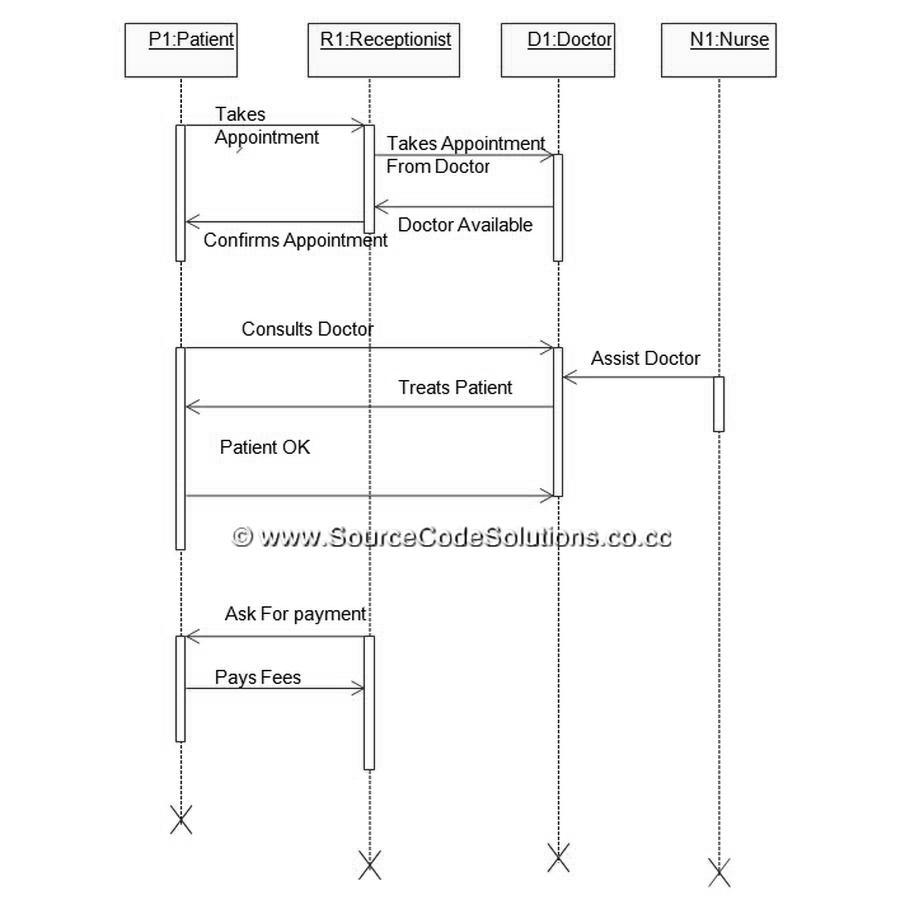 P1:Patient
R1:Receptionist
D1:Doctor
N1:Nurse
Takes
Appointment
Takes Appointment
From Doctor
Doctor Available
Confirms Appointment
Consults Doctor
Assist Doctor
Treats Patient
Patient OK
© www.SourceCodeSolutions.co.cc
Ask For payment
Pays Fees